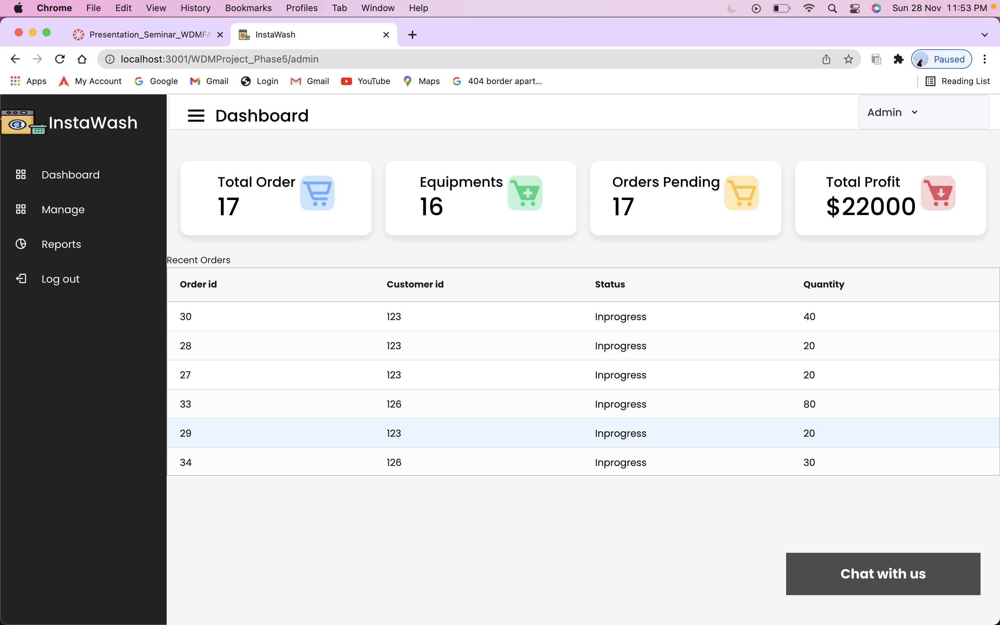 Chrome File Edit View History Bookmarks Profiles Tab Window Help Sun 28 Nov 11:53 PM
Presentation_Seminar_WDMFA InstaWash
localhost:3001/WDMProject_Phase5/admin Paused
Apps My Account Google Gmail Login Gmail YouTube Maps 404 border apart... Reading List
InstaWash
Dashboard
Manage
Reports
Log out
Dashboard Admin
Total Order
17
Equipments
16
Orders Pending
17
Total Profit
$22000
Recent Orders
Order id Customer id Status Quantity
30 123 Inprogress 40
28 123 Inprogress 20
27 123 Inprogress 20
33 126 Inprogress 80
29 123 Inprogress 20
34 126 Inprogress 30
Chat with us